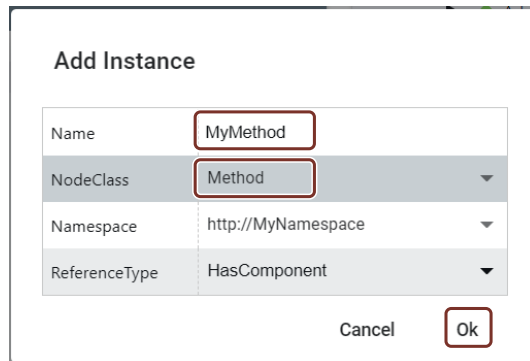 Add Instance
Name MyMethod
NodeClass Method
Namespace http://MyNamespace
ReferenceType HasComponent
Cancel Ok